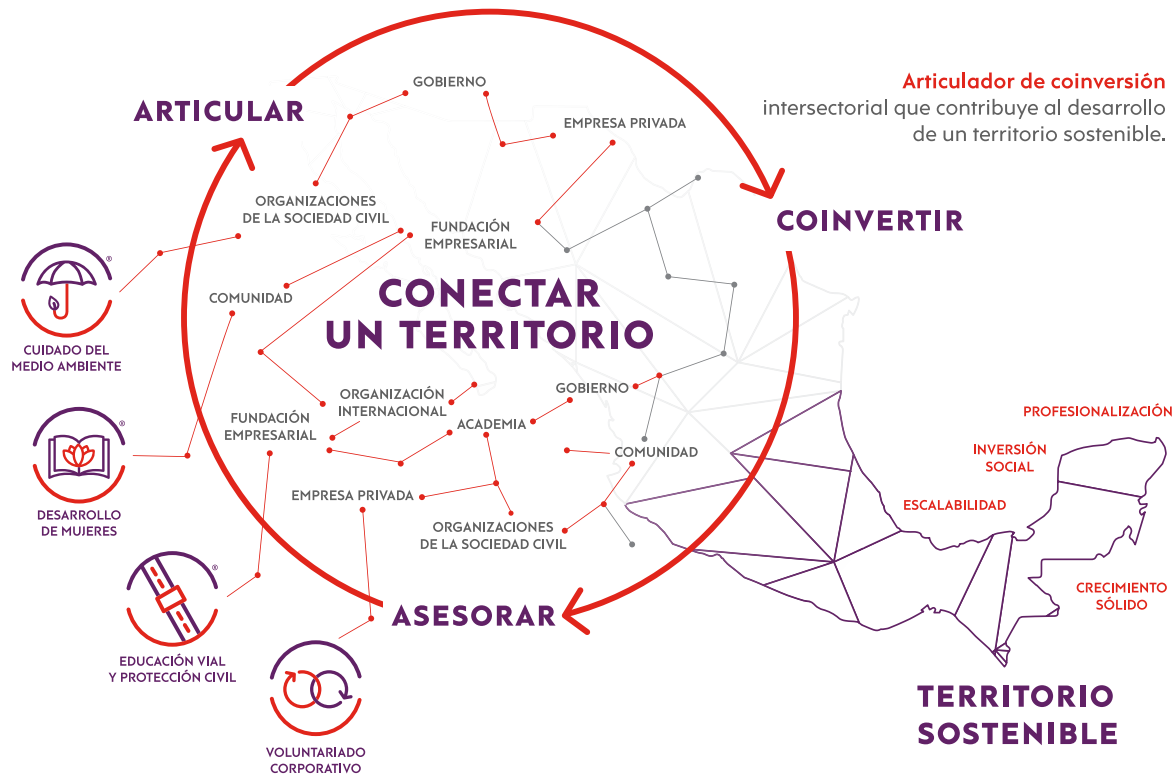 GOBIERNO
ARTICULAR
EMPRESA PRIVADA
Articulador de coinversión
intersectorial que contribuye al desarrollo
de un territorio sostenible.
ORGANIZACIONES
DE LA SOCIEDAD CIVIL
FUNDACIÓN
EMPRESARIAL
COINVERTIR
®
CUIDADO DEL
MEDIO AMBIENTE
COMUNIDAD
CONECTAR
UN TERRITORIO
ORGANIZACIÓN
INTERNACIONAL
GOBIERNO
FUNDACIÓN
EMPRESARIAL
ACADEMIA
COMUNIDAD
®
DESARROLLO
DE MUJERES
EMPRESA PRIVADA
ORGANIZACIONES
DE LA SOCIEDAD CIVIL
PROFESIONALIZACIÓN
INVERSIÓN
SOCIAL
ESCALABILIDAD
CRECIMIENTO
SÓLIDO
®
EDUCACIÓN VIAL
Y PROTECCIÓN CIVIL
ASESORAR
VOLUNTARIADO
CORPORATIVO
TERRITORIO
SOSTENIBLE